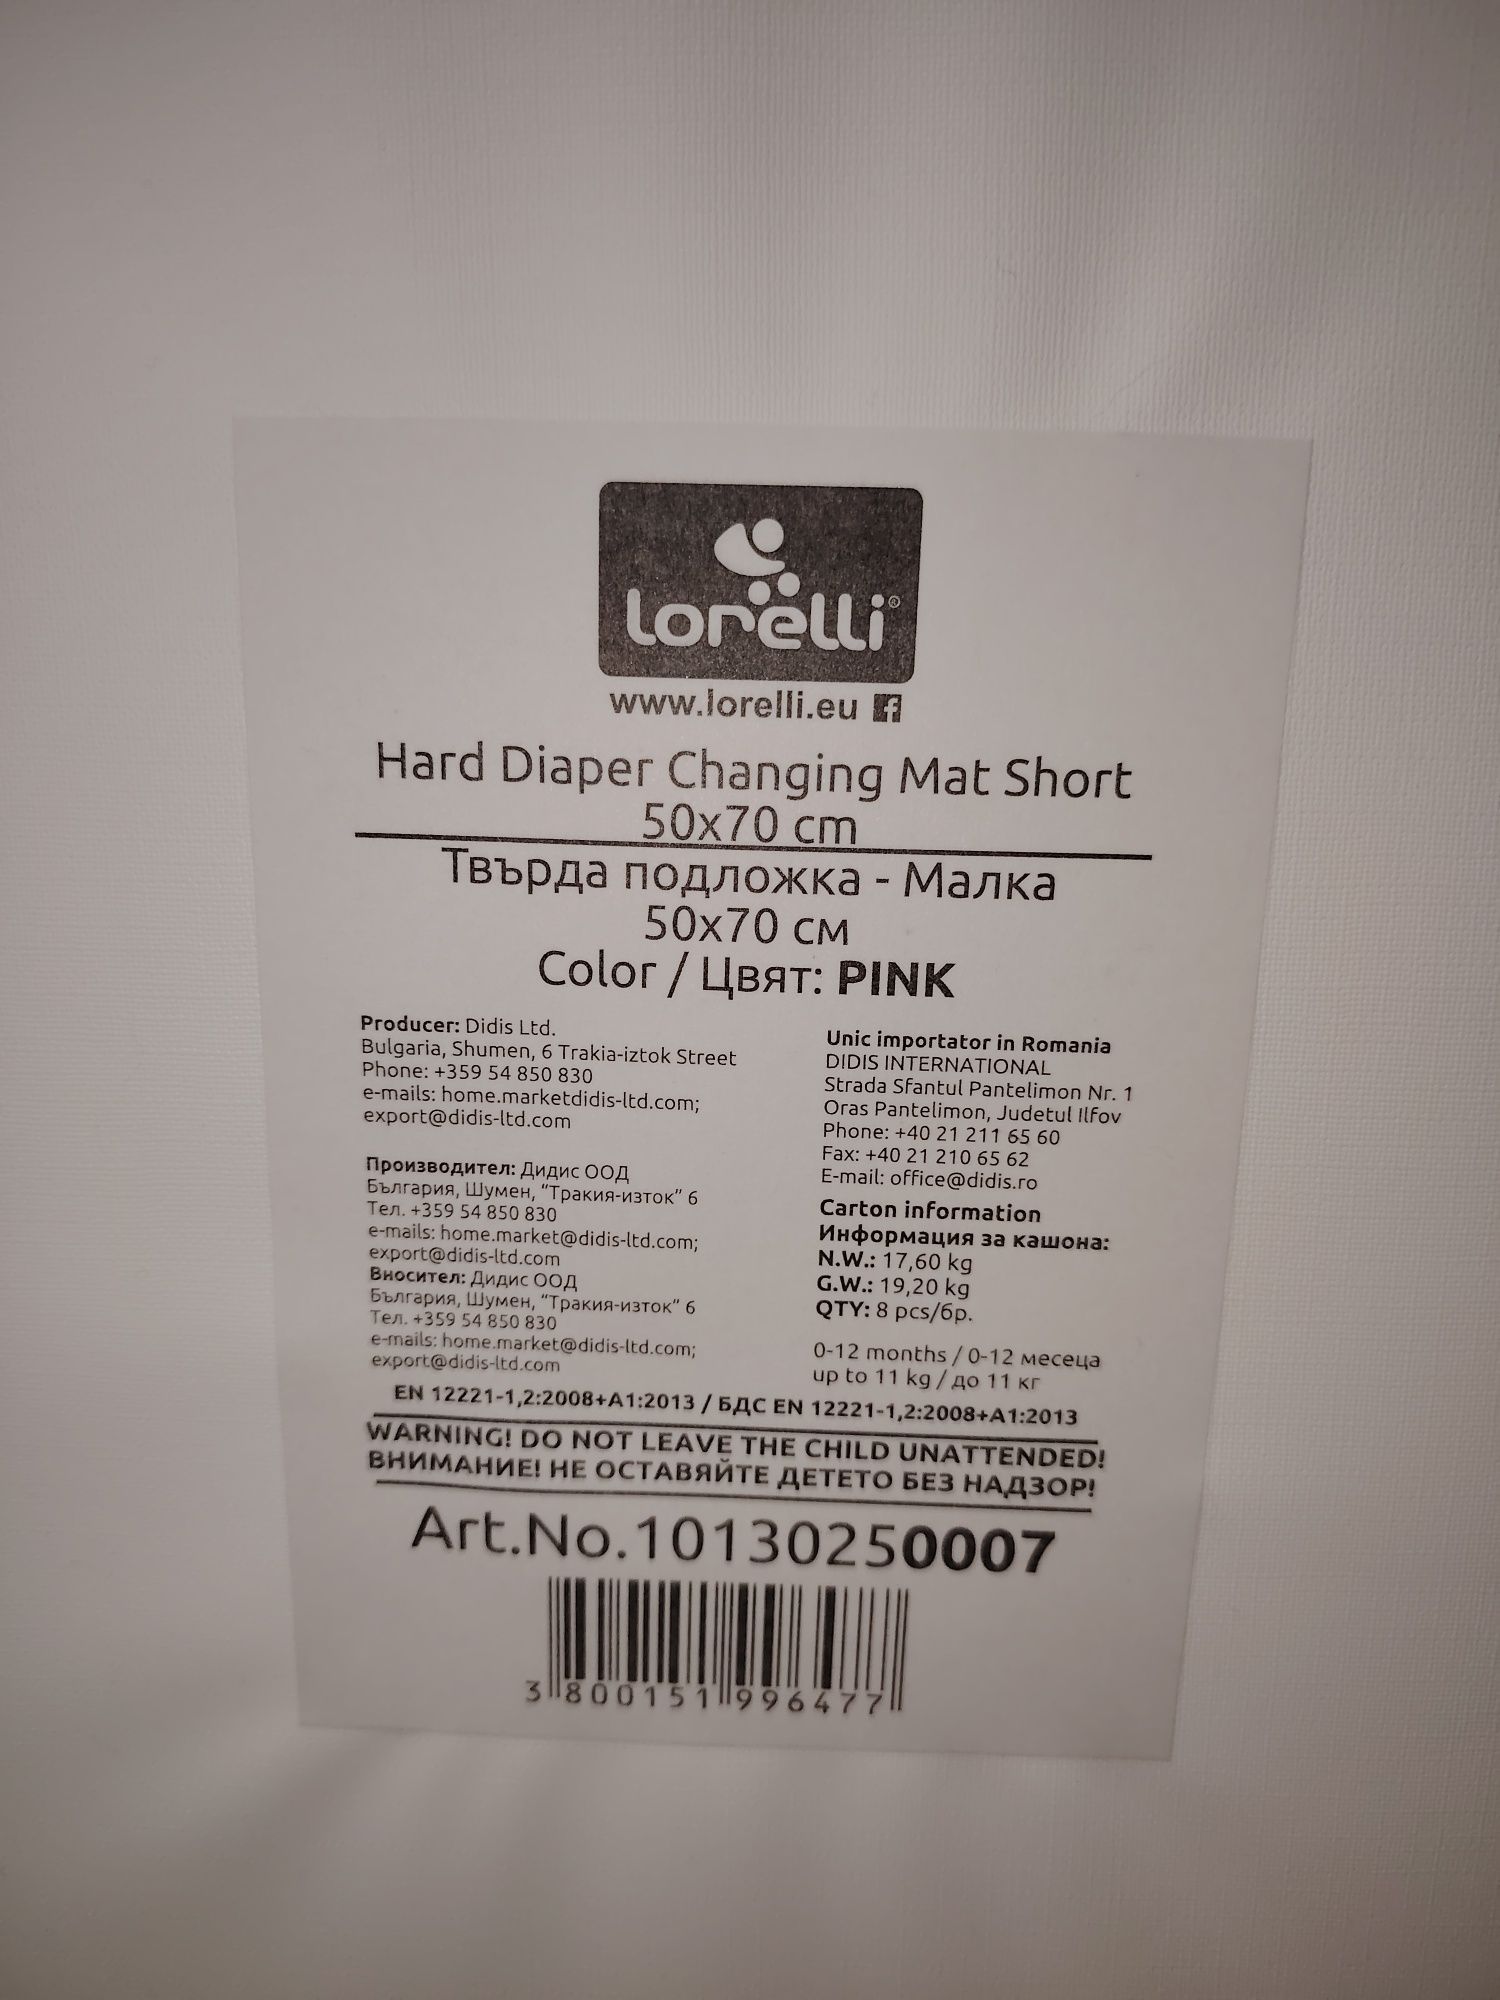 lorelli®
www.lorelli.eu
Hard Diaper Changing Mat Short
50x70 cm
Твърда подложка - Малка
50x70 см
Color / Цвят: PINK
Producer: Didis Ltd.
Bulgaria, Shumen, 6 Trakia-iztok Street
Phone: +359 54 850 830
e-mails: home.marketdidis-ltd.com;
export@didis-ltd.com
Производител: Дидис ООД
България, Шумен, "Тракия-изток" 6
Тел. +359 54 850 830
e-mails: home.market@didis-ltd.com;
export@didis-ltd.com
Вносител: Дидис ООД
България, Шумен, "Тракия-изток" 6
Тел. +359 54 850 830
e-mails: home.market@didis-ltd.com;
export@didis-ltd.com
Unic importator in Romania
DIDIS INTERNATIONAL
Strada Sfantul Pantelimon Nr. 1
Oras Pantelimon, Judetul Ilfov
Phone: +40 21 211 65 60
Fax: +40 21 210 65 62
E-mail: office@didis.ro
Carton information
Информация за кашона:
N.W.: 17,60 kg
G.W.: 19,20 kg
QTY: 8 pcs/бр.
0-12 months / 0-12 месеца
up to 11 kg / до 11 кг
EN 12221-1,2:2008+A1:2013 / БДС EN 12221-1,2:2008+A1:2013
WARNING! DO NOT LEAVE THE CHILD UNATTENDED!
ВНИМАНИЕ! НЕ ОСТАВЯЙТЕ ДЕТЕТО БЕЗ НАДЗОР!
Art.No.10130250007
3 800151 996477